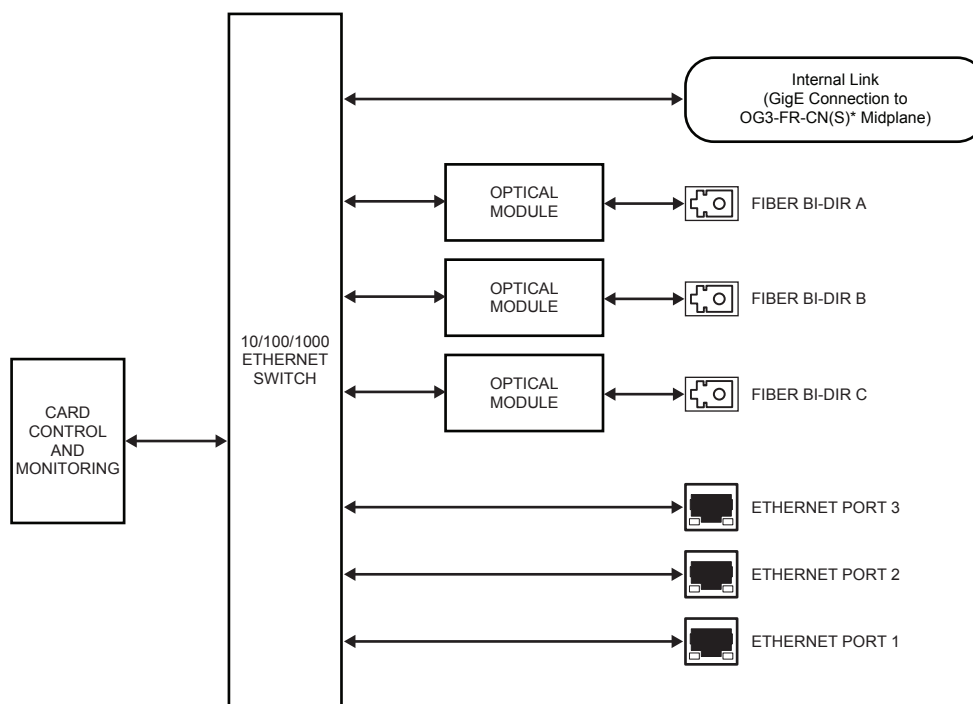 Internal Link
(GigE Connection to
OG3-FR-CN(S)* Midplane)
OPTICAL
MODULE
FIBER BI-DIR A
OPTICAL
MODULE
FIBER BI-DIR B
10/100/1000
ETHERNET
SWITCH
OPTICAL
MODULE
FIBER BI-DIR C
CARD
CONTROL
AND
MONITORING
ETHERNET PORT 3
ETHERNET PORT 2
ETHERNET PORT 1